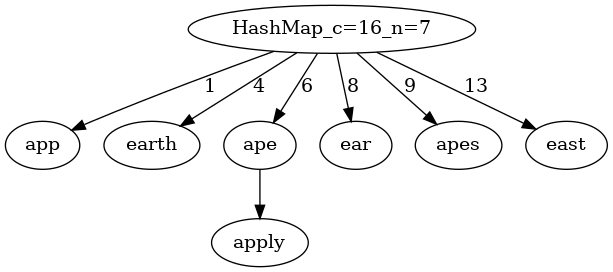 HashMap_c=16_n=7
1
4
6
8
9
13
app
earth
ape
ear
apes
east
apply